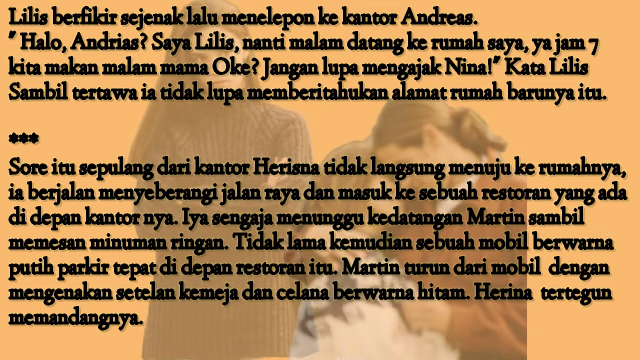 Lilis berfikir sejenak lalu menelepon ke kantor Andreas.
" Halo, Andrias? Saya Lilis, nanti malam datang ke rumah saya, ya jam 7
kita makan malam mama Oke? Jangan lupa mengajak Nina!" Kata Lilis
Sambil tertawa ia tidak lupa memberitahukan alamat rumah barunya itu.
***
Sore itu sepulang dari kantor Herisna tidak langsung menuju ke rumahnya,
ia berjalan menyeberangi jalan raya dan masuk ke sebuah restoran yang ada
di depan kantor nya. Iya sengaja menunggu kedatangan Martin sambil
memesan minuman ringan. Tidak lama kemudian sebuah mobil berwarna
putih parkir tepat di depan restoran itu. Martin turun dari mobil dengan
mengenakan setelan kemeja dan celana berwarna hitam. Herina tertegun
memandangnya.